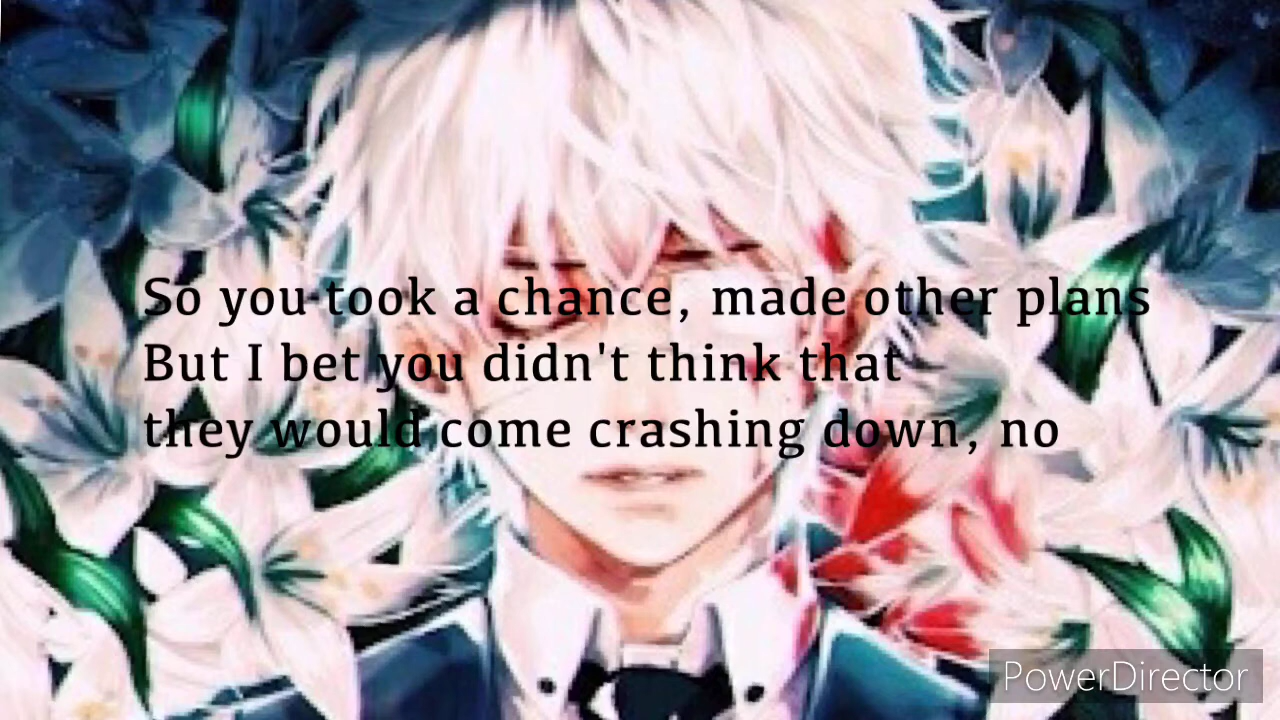 So you took a chance, made other plans
But I bet you didn't think that
they would come crashing down, no
PowerDirector